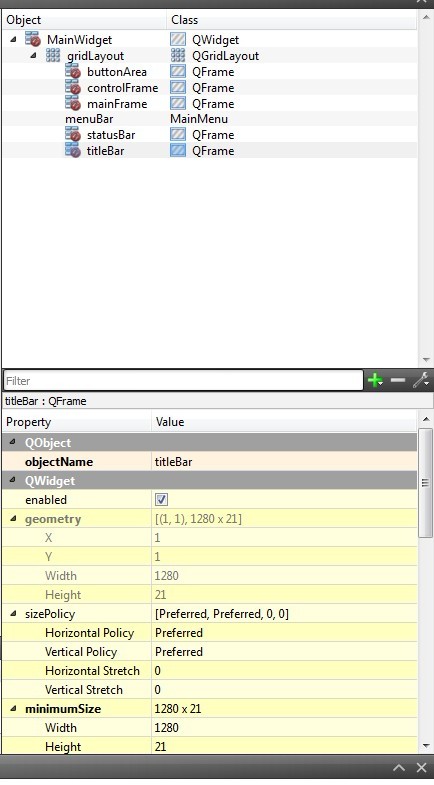 Object Class
MainWidget QWidget
gridLayout QGridLayout
buttonArea QFrame
controlFrame QFrame
mainFrame QFrame
menuBar MainMenu
statusBar QFrame
titleBar QFrame
Filter
titleBar : QFrame
Property Value
QObject
objectName titleBar
QWidget
enabled
geometry [(1, 1), 1280 x 21]
X 1
Y 1
Width 1280
Height 21
sizePolicy [Preferred, Preferred, 0, 0]
Horizontal Policy Preferred
Vertical Policy Preferred
Horizontal Stretch 0
Vertical Stretch 0
minimumSize 1280 x 21
Width 1280
Height 21